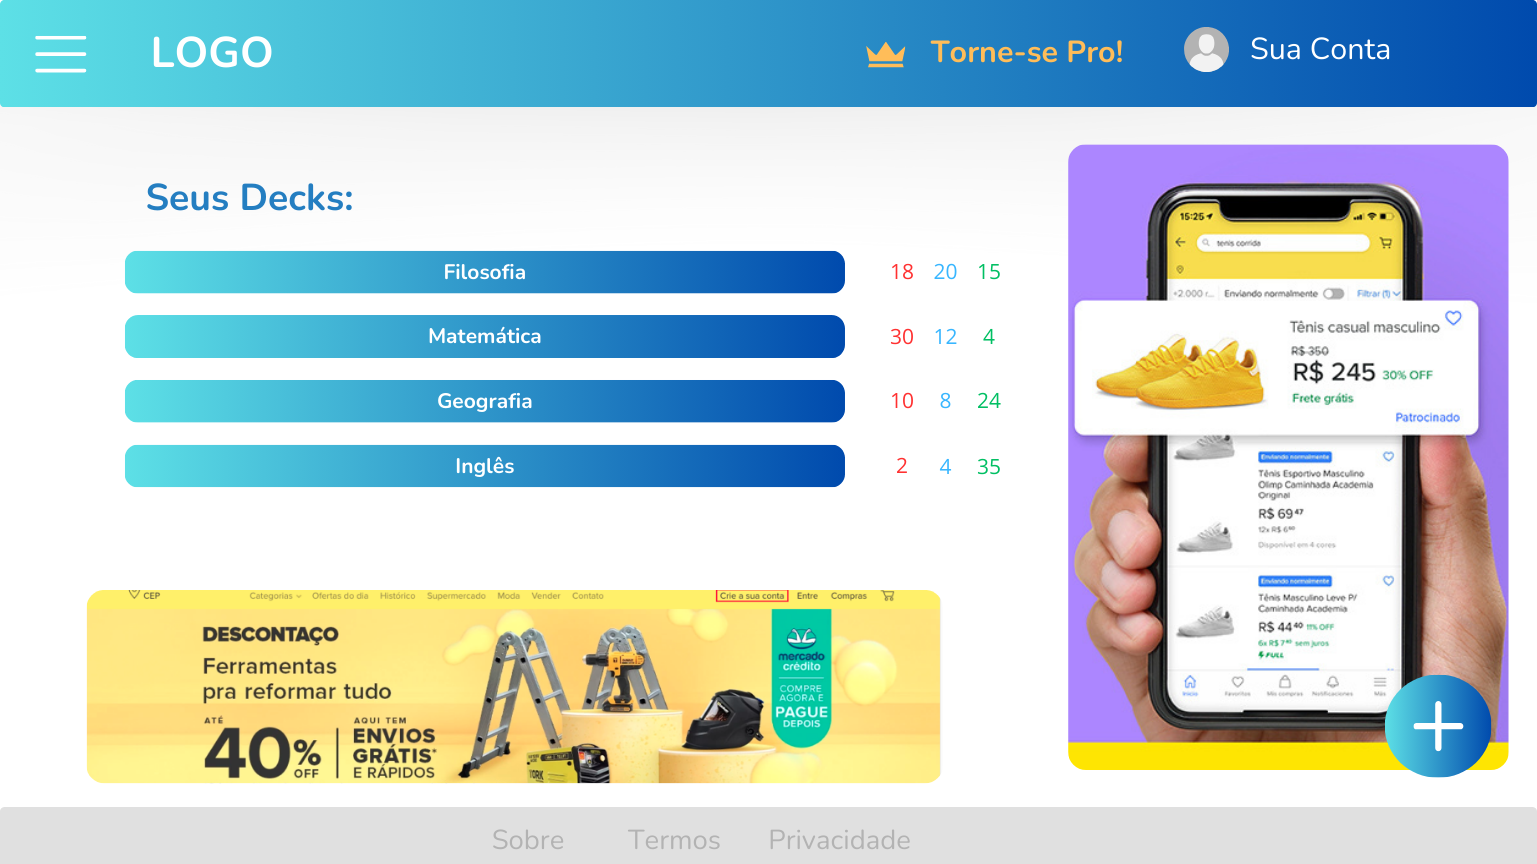 LOGO
Torne-se Pro!
Sua Conta
Seus Decks:
Filosofia 18 20 15
Matemática 30 12 4
Geografia 10 8 24
Inglês 2 4 35
CEP Categorias Ofertas do dia Histórico Supermercado Moda Vender Contato Crie a sua conta Entre Compras
DESCONTAÇO
Ferramentas
pra reformar tudo
ATÉ
40%
OFF
AQUI TEM
ENVIOS
GRÁTIS*
E RÁPIDOS
YORK
mercado
crédito
COMPRE
AGORA E
PAGUE
DEPOIS
15:25
tenis corrida
+2.000 r... Enviando normalmente Filtrar (1)
Tênis casual masculino
R$ 350
R$ 245 30% OFF
Frete grátis
Patrocinado
Enviando normalmente
Tênis Esportivo Masculino
Olimp Caminhada Academia
Original
R$ 69 47
12x R$ 6
Disponível em 4 cores
Enviando normalmente
Tênis Masculino Leve P/
Caminhada Academia
R$ 44 40 11% OFF
6x R$ 7 40 sem juros
FULL
Inicio Favoritos Mis compras Notificaciones Más
Sobre Termos Privacidade